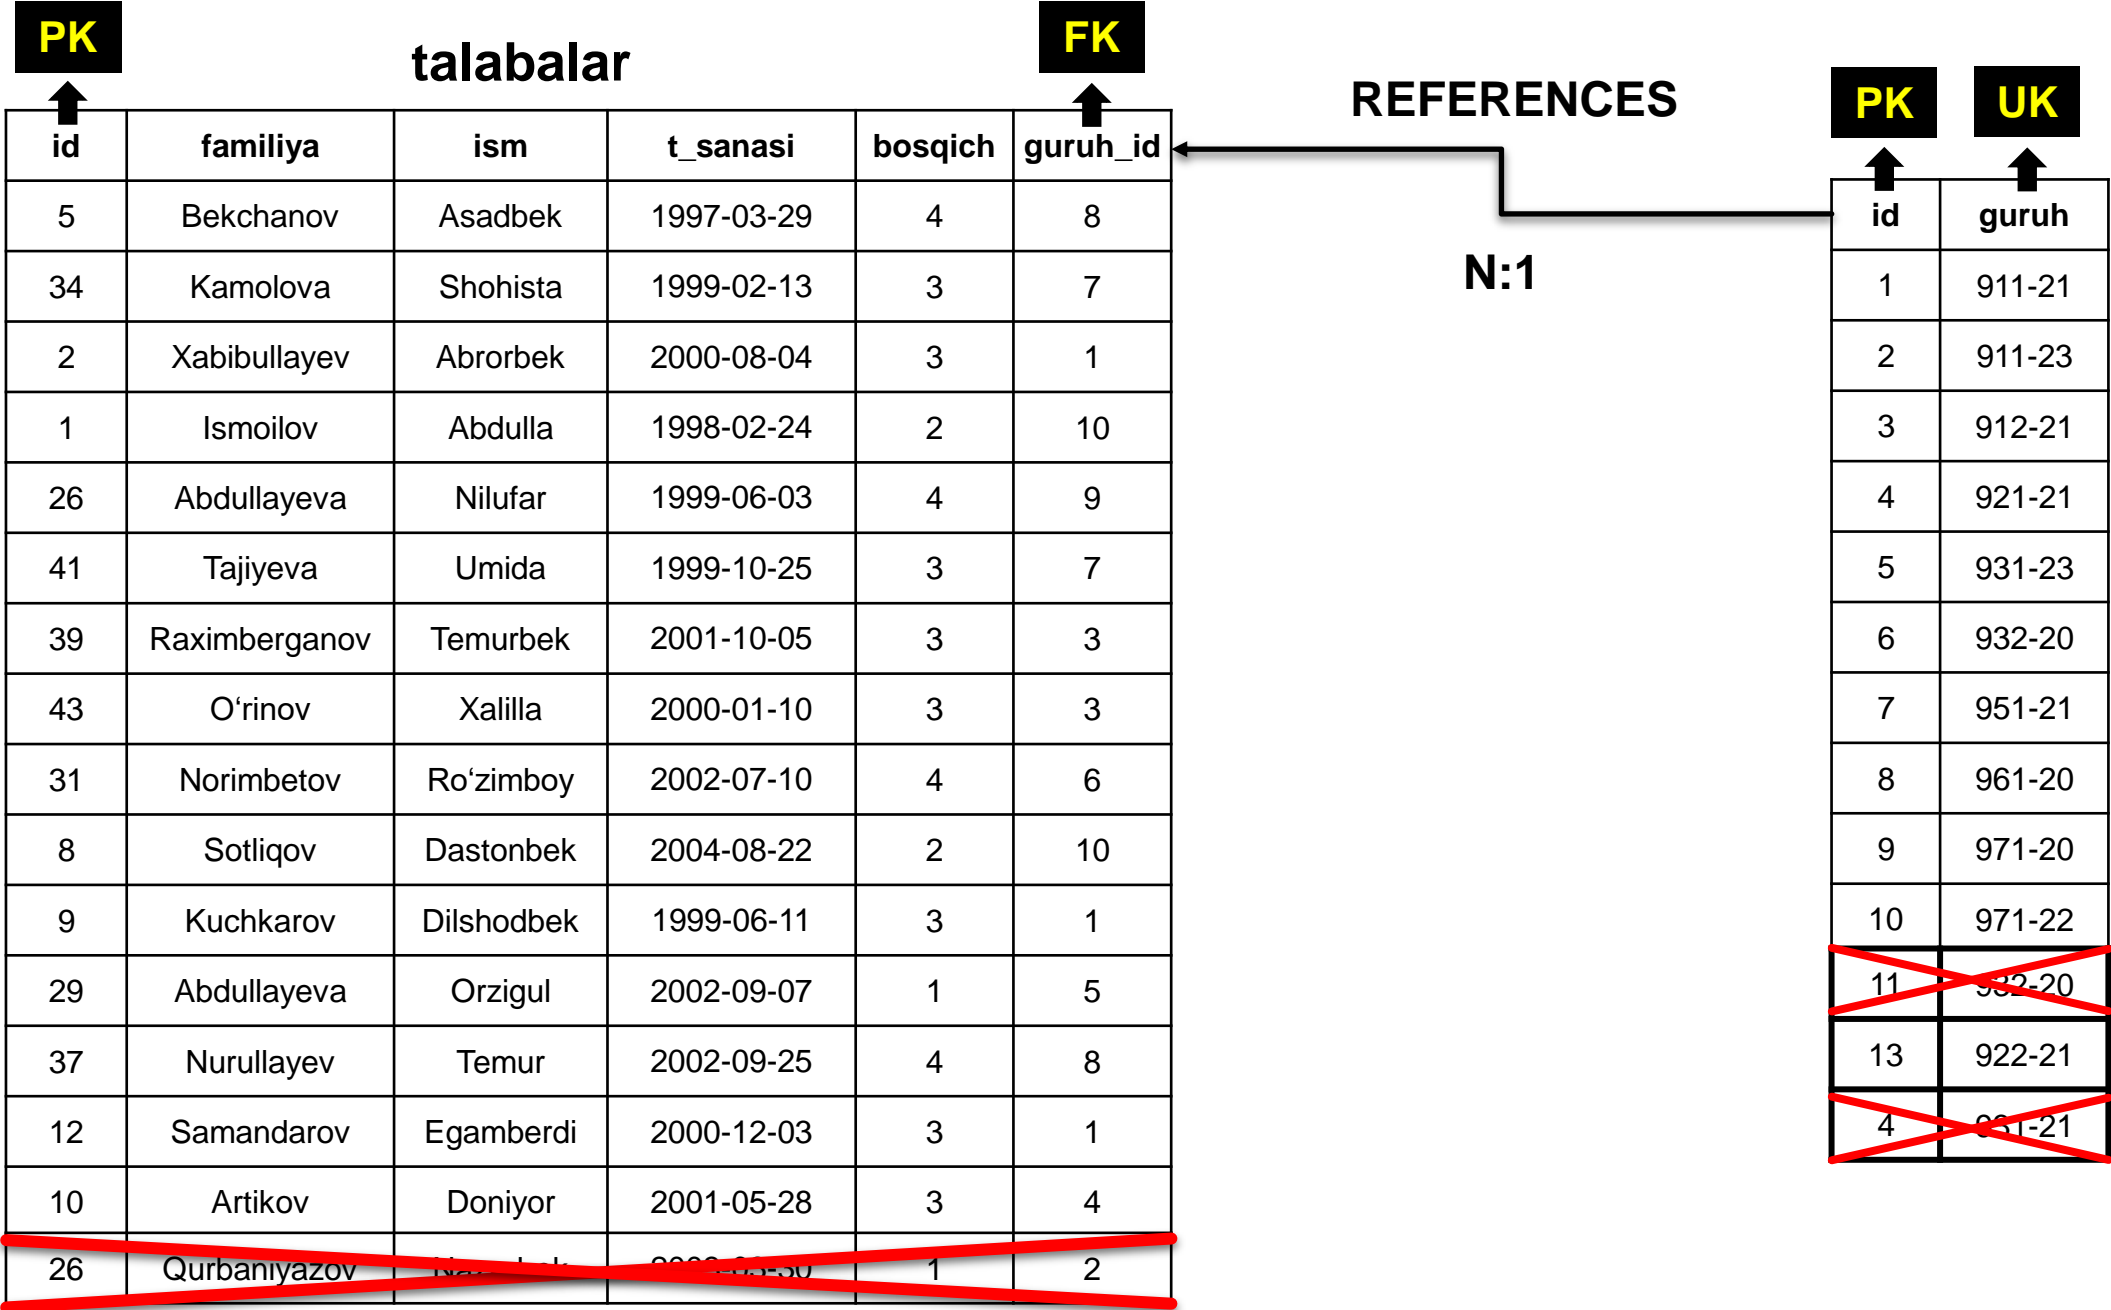 PK
talabalar
FK
REFERENCES
PK UK
id familiya ism t_sanasi bosqich guruh_id
5 Bekchanov Asadbek 1997-03-29 4 8
34 Kamolova Shohista 1999-02-13 3 7
2 Xabibullayev Abrorbek 2000-08-04 3 1
1 Ismoilov Abdulla 1998-02-24 2 10
26 Abdullayeva Nilufar 1999-06-03 4 9
41 Tajiyeva Umida 1999-10-25 3 7
39 Raximberganov Temurbek 2001-10-05 3 3
43 O‘rinov Xalilla 2000-01-10 3 3
31 Norimbetov Ro‘zimboy 2002-07-10 4 6
8 Sotliqov Dastonbek 2004-08-22 2 10
9 Kuchkarov Dilshodbek 1999-06-11 3 1
29 Abdullayeva Orzigul 2002-09-07 1 5
37 Nurullayev Temur 2002-09-25 4 8
12 Samandarov Egamberdi 2000-12-03 3 1
10 Artikov Doniyor 2001-05-28 3 4
26 Qurbaniyazov 1 2
N:1
id guruh
1 911-21
2 911-23
3 912-21
4 921-21
5 931-23
6 932-20
7 951-21
8 961-20
9 971-20
10 971-22
11 932-20
13 922-21
4 931-21